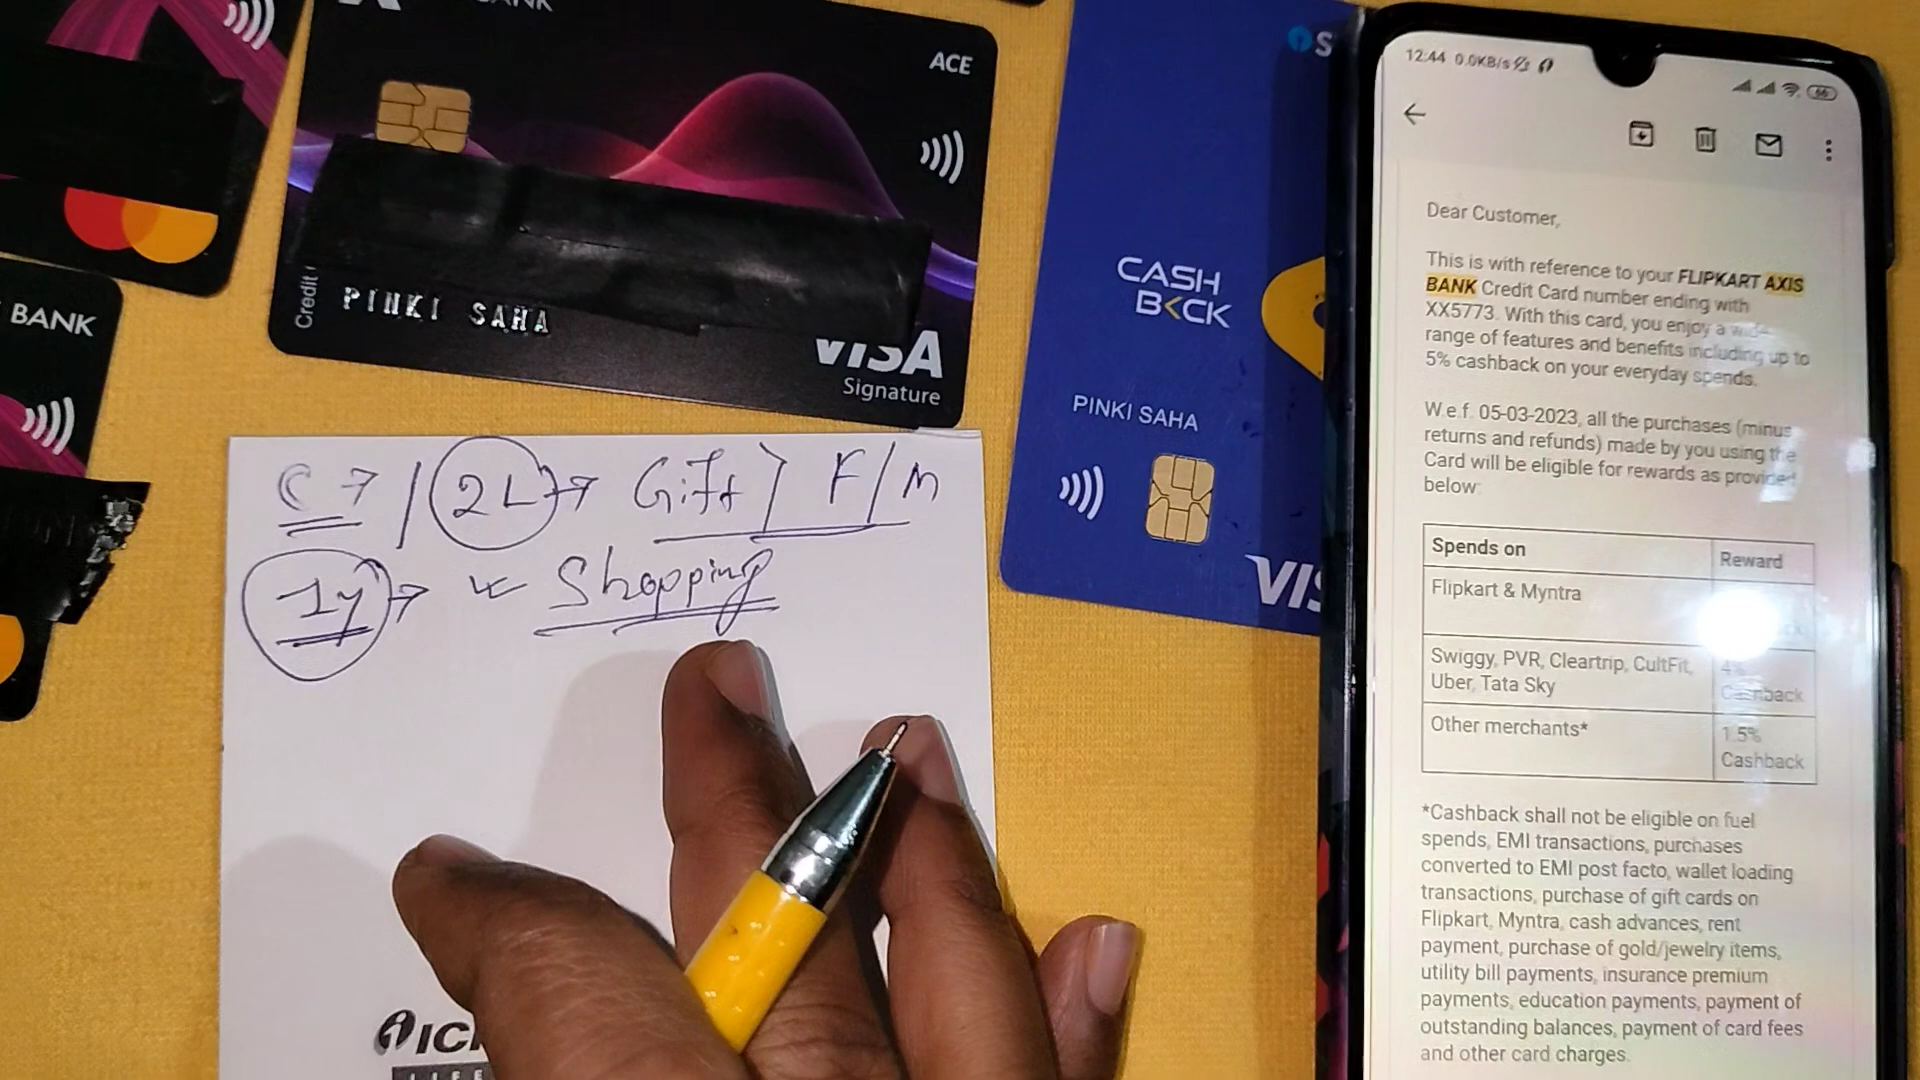 BANK
ACE
Credit
PINKI SAHA
VISA
Signature
BANK
CASH
BACK
PINKI SAHA
VIS
2L → Gift } F/M
1y → Shopping
ICI
LIFE
12:44 0.0KB/s
66
Dear Customer,
This is with reference to your FLIPKART AXIS
BANK Credit Card number ending with
XX5773. With this card, you enjoy a wide
range of features and benefits including up to
5% cashback on your everyday spends.
W.e.f. 05-03-2023, all the purchases (minus
returns and refunds) made by you using the
Card will be eligible for rewards as provided
below:
Spends on Reward
Flipkart & Myntra
Swiggy, PVR, Cleartrip, CultFit, 4%
Uber, Tata Sky Cashback
Other merchants* 1.5%
Cashback
*Cashback shall not be eligible on fuel
spends, EMI transactions, purchases
converted to EMI post facto, wallet loading
transactions, purchase of gift cards on
Flipkart, Myntra, cash advances, rent
payment, purchase of gold/jewelry items,
utility bill payments, insurance premium
payments, education payments, payment of
outstanding balances, payment of card fees
and other card charges.